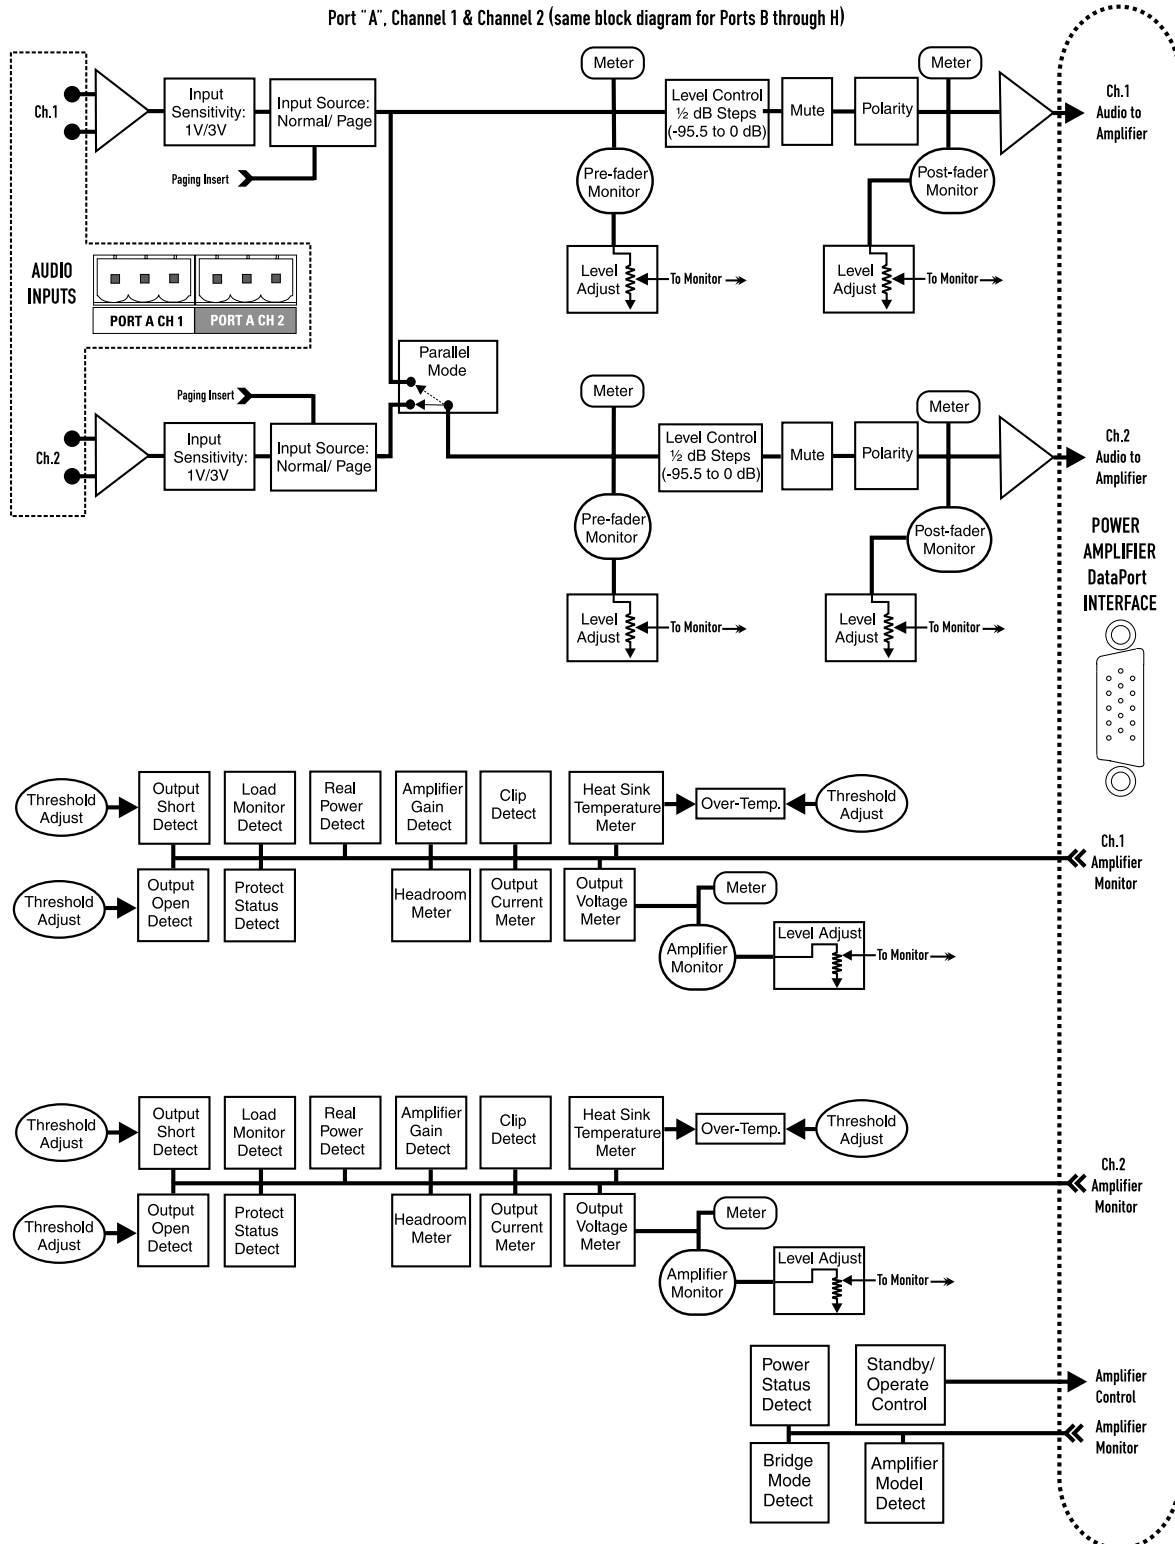 Port "A", Channel 1 & Channel 2 (same block diagram for Ports B through H)
Meter
Meter
Ch.1
Input
Sensitivity:
1V/3V
Input Source:
Normal/ Page
Level Control
½ dB Steps
(-95.5 to 0 dB)
Mute
Polarity
Ch.1
Audio to
Amplifier
Paging Insert
Pre-fader
Monitor
Post-fader
Monitor
AUDIO
INPUTS
Level
Adjust
To Monitor
Level
Adjust
To Monitor
PORT A CH 1
PORT A CH 2
Parallel
Mode
Paging Insert
Meter
Meter
Ch.2
Input
Sensitivity:
1V/3V
Input Source:
Normal/ Page
Level Control
½ dB Steps
(-95.5 to 0 dB)
Mute
Polarity
Ch.2
Audio to
Amplifier
Pre-fader
Monitor
Post-fader
Monitor
POWER
AMPLIFIER
DataPort
INTERFACE
Level
Adjust
To Monitor
Level
Adjust
To Monitor
Threshold
Adjust
Output
Short
Detect
Load
Monitor
Detect
Real
Power
Detect
Amplifier
Gain
Detect
Clip
Detect
Heat Sink
Temperature
Meter
Over-Temp.
Threshold
Adjust
Ch.1
Amplifier
Monitor
Threshold
Adjust
Output
Open
Detect
Protect
Status
Detect
Headroom
Meter
Output
Current
Meter
Output
Voltage
Meter
Meter
Amplifier
Monitor
Level Adjust
To Monitor
Threshold
Adjust
Output
Short
Detect
Load
Monitor
Detect
Real
Power
Detect
Amplifier
Gain
Detect
Clip
Detect
Heat Sink
Temperature
Meter
Over-Temp.
Threshold
Adjust
Ch.2
Amplifier
Monitor
Threshold
Adjust
Output
Open
Detect
Protect
Status
Detect
Headroom
Meter
Output
Current
Meter
Output
Voltage
Meter
Meter
Amplifier
Monitor
Level Adjust
To Monitor
Power
Status
Detect
Standby/
Operate
Control
Amplifier
Control
Amplifier
Monitor
Bridge
Mode
Detect
Amplifier
Model
Detect